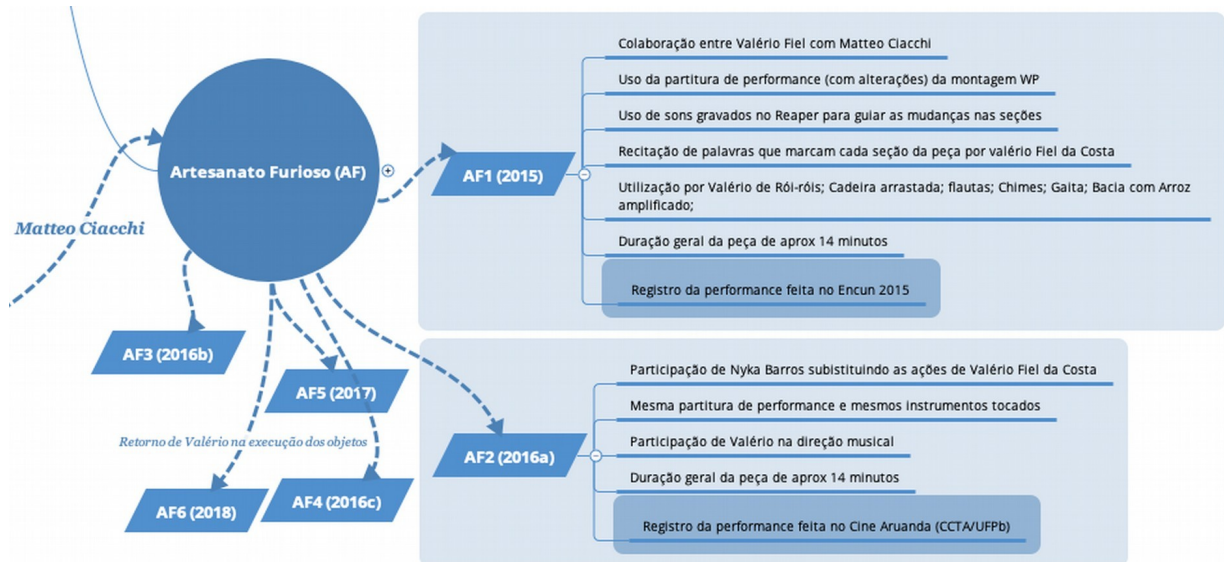 Artesanato Furioso (AF)
Matteo Ciacchi
AF1 (2015)
Colaboração entre Valério Fiel com Matteo Ciacchi
Uso da partitura de performance (com alterações) da montagem WP
Uso de sons gravados no Reaper para guiar as mudanças nas seções
Recitação de palavras que marcam cada seção da peça por valério Fiel da Costa
Utilização por Valério de Rói-róis; Cadeira arrastada; flautas; Chimes; Gaita; Bacia com Arroz
amplificado;
Duração geral da peça de aprox 14 minutos
Registro da performance feita no Encun 2015
AF3 (2016b)
AF5 (2017)
Retorno de Valério na execução dos objetos
AF6 (2018)
AF4 (2016c)
AF2 (2016a)
Participação de Nyka Barros subistituindo as ações de Valério Fiel da Costa
Mesma partitura de performance e mesmos instrumentos tocados
Participação de Valério na direção musical
Duração geral da peça de aprox 14 minutos
Registro da performance feita no Cine Aruanda (CCTA/UFPb)